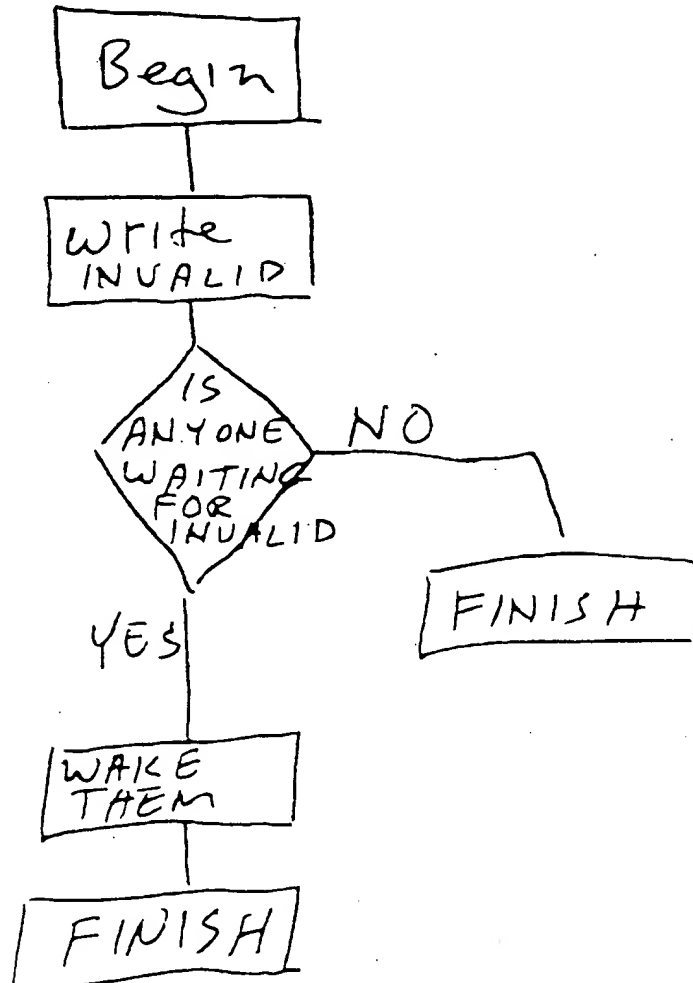 Begin
Write
INVALID
IS
ANYONE
WAITING
FOR
INVALID
NO
FINISH
YES
WAKE
THEM
FINISH